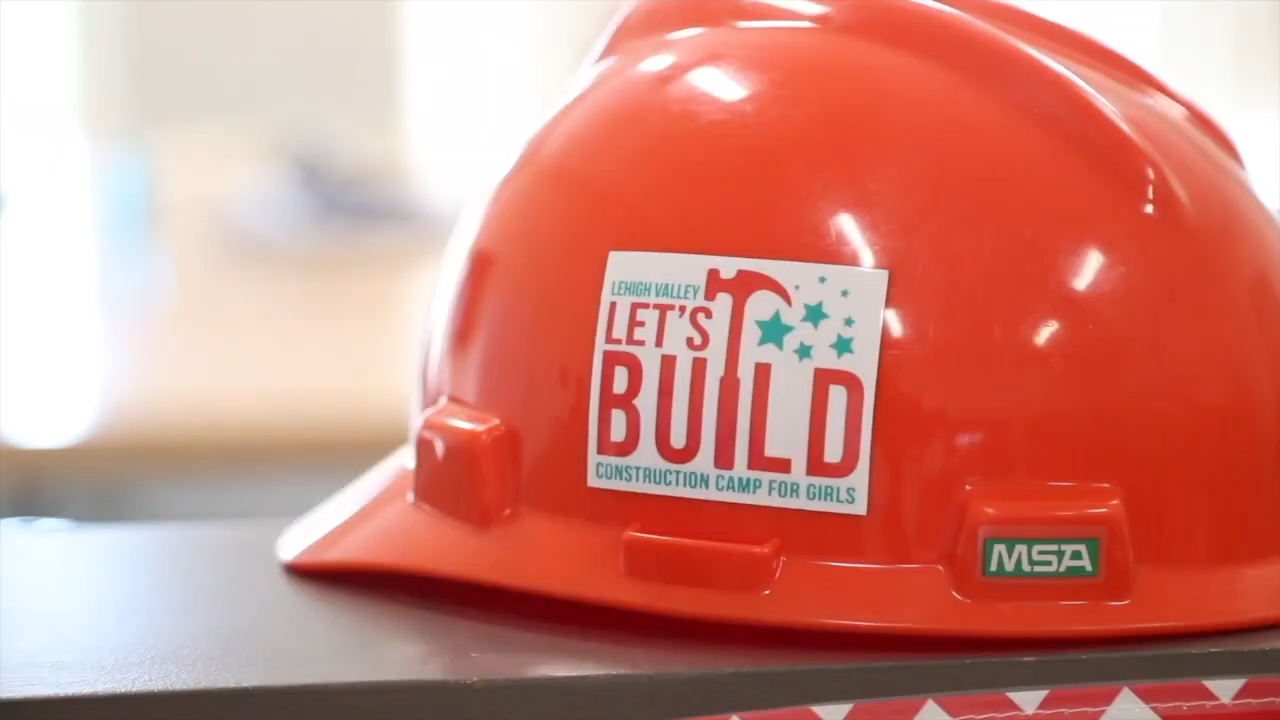 LEHIGH VALLEY
LET'S
BUILD
CONSTRUCTION CAMP FOR GIRLS
MSA